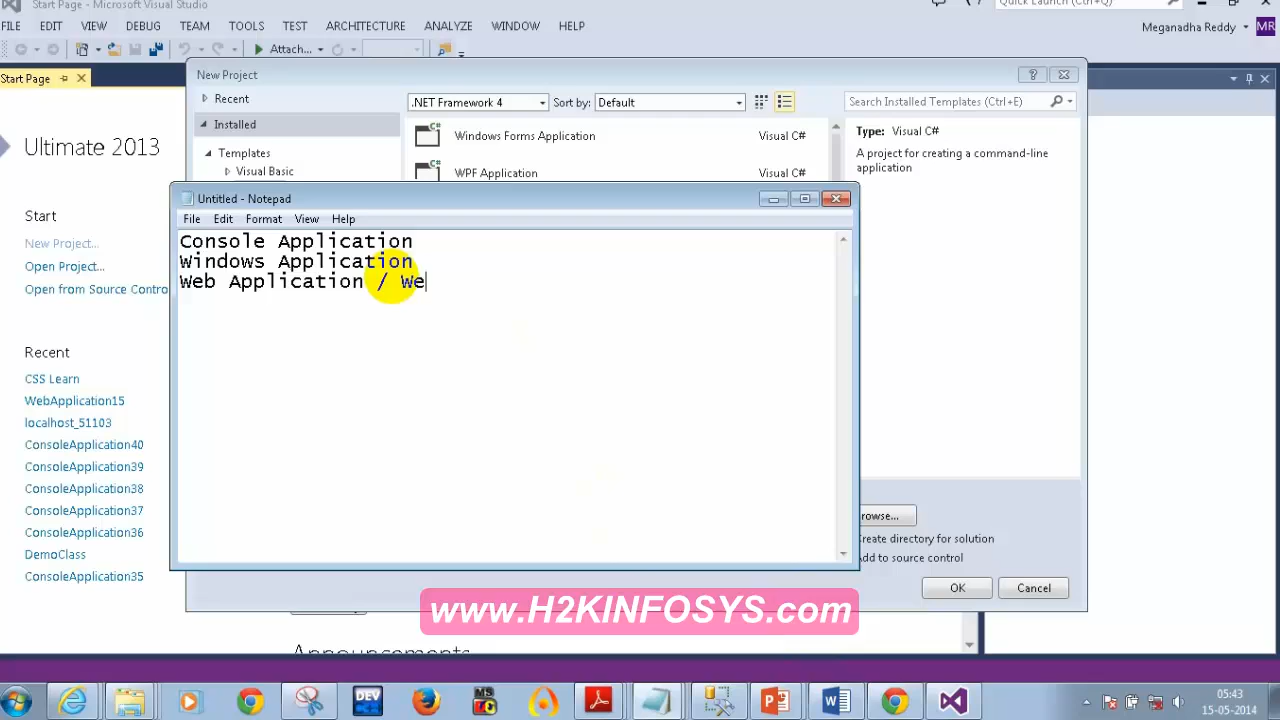 Start Page - Microsoft Visual Studio
Quick Launch (Ctrl+Q)
FILE EDIT VIEW DEBUG TEAM TOOLS TEST ARCHITECTURE ANALYZE WINDOW HELP
Meganadha Reddy MR
Attach...
Start Page
New Project
Recent
.NET Framework 4
Sort by: Default
Search Installed Templates (Ctrl+E)
Installed
Templates
Visual Basic
C# Windows Forms Application Visual C#
C# WPF Application Visual C#
Type: Visual C#
A project for creating a command-line
application
Ultimate 2013
Start
New Project...
Open Project...
Open from Source Contro
Recent
CSS Learn
WebApplication15
localhost_51103
ConsoleApplication40
ConsoleApplication39
ConsoleApplication38
ConsoleApplication37
ConsoleApplication36
DemoClass
ConsoleApplication35
Untitled - Notepad
File Edit Format View Help
Console Application
Windows Application
Web Application / We
rowse...
Create directory for solution
Add to source control
OK Cancel
www.H2KINFOSYS.com
Announcements
DEV
MS
05:43
15-05-2014